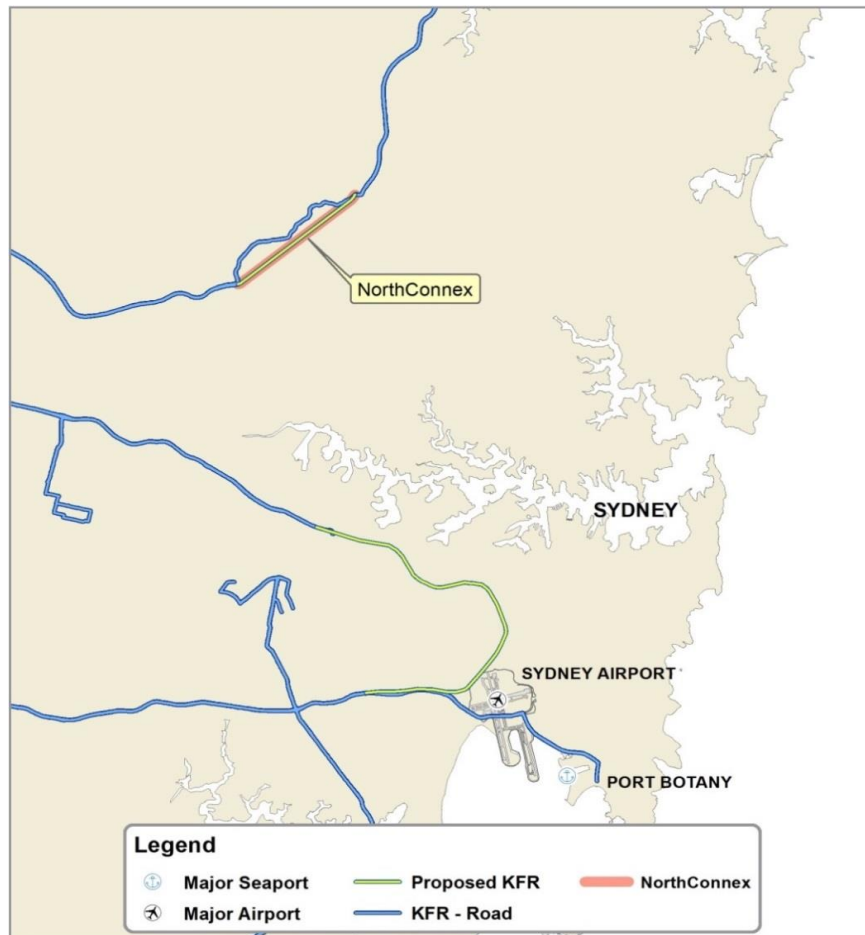 NorthConnex
SYDNEY
SYDNEY AIRPORT
PORT BOTANY
Legend
Major Seaport
Proposed KFR
NorthConnex
Major Airport
KFR - Road